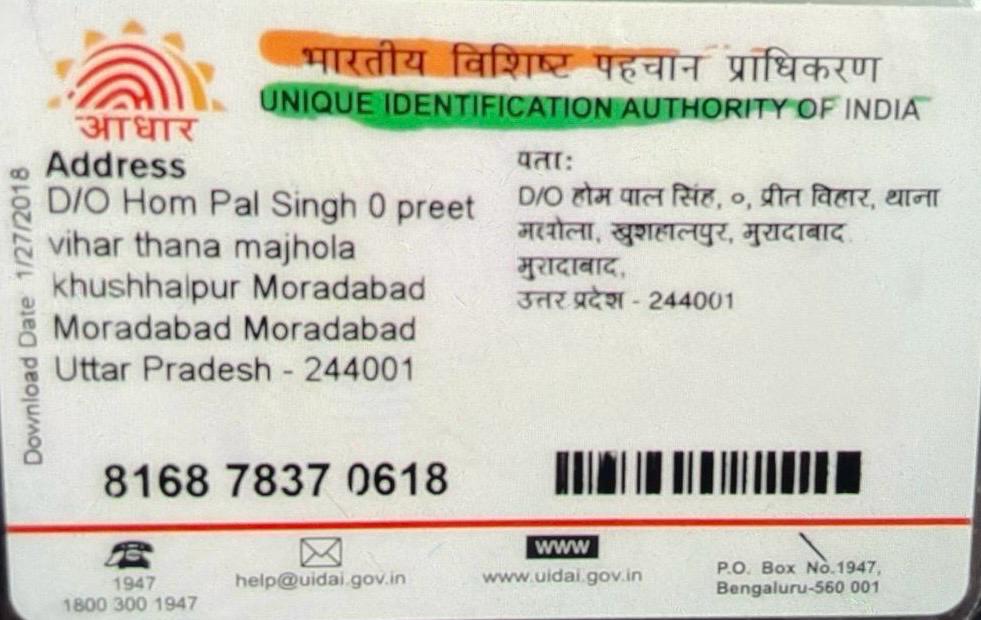 भारतीय विशिष्ट पहचान प्राधिकरण
UNIQUE IDENTIFICATION AUTHORITY OF INDIA
आधार
Download Date 1/27/2018
Address
D/O Hom Pal Singh 0 preet
vihar thana majhola
khushhalpur Moradabad
Moradabad Moradabad
Uttar Pradesh - 244001
पता:
D/O होम पाल सिंह, ०, प्रीत विहार, थाना
मझोला, खुशहालपुर, मुरादाबाद
मुरादाबाद,
उत्तर प्रदेश - 244001
8168 7837 0618
1947
1800 300 1947
help@uidai.gov.in
www
www.uidai.gov.in
P.O. Box No.1947,
Bengaluru-560 001